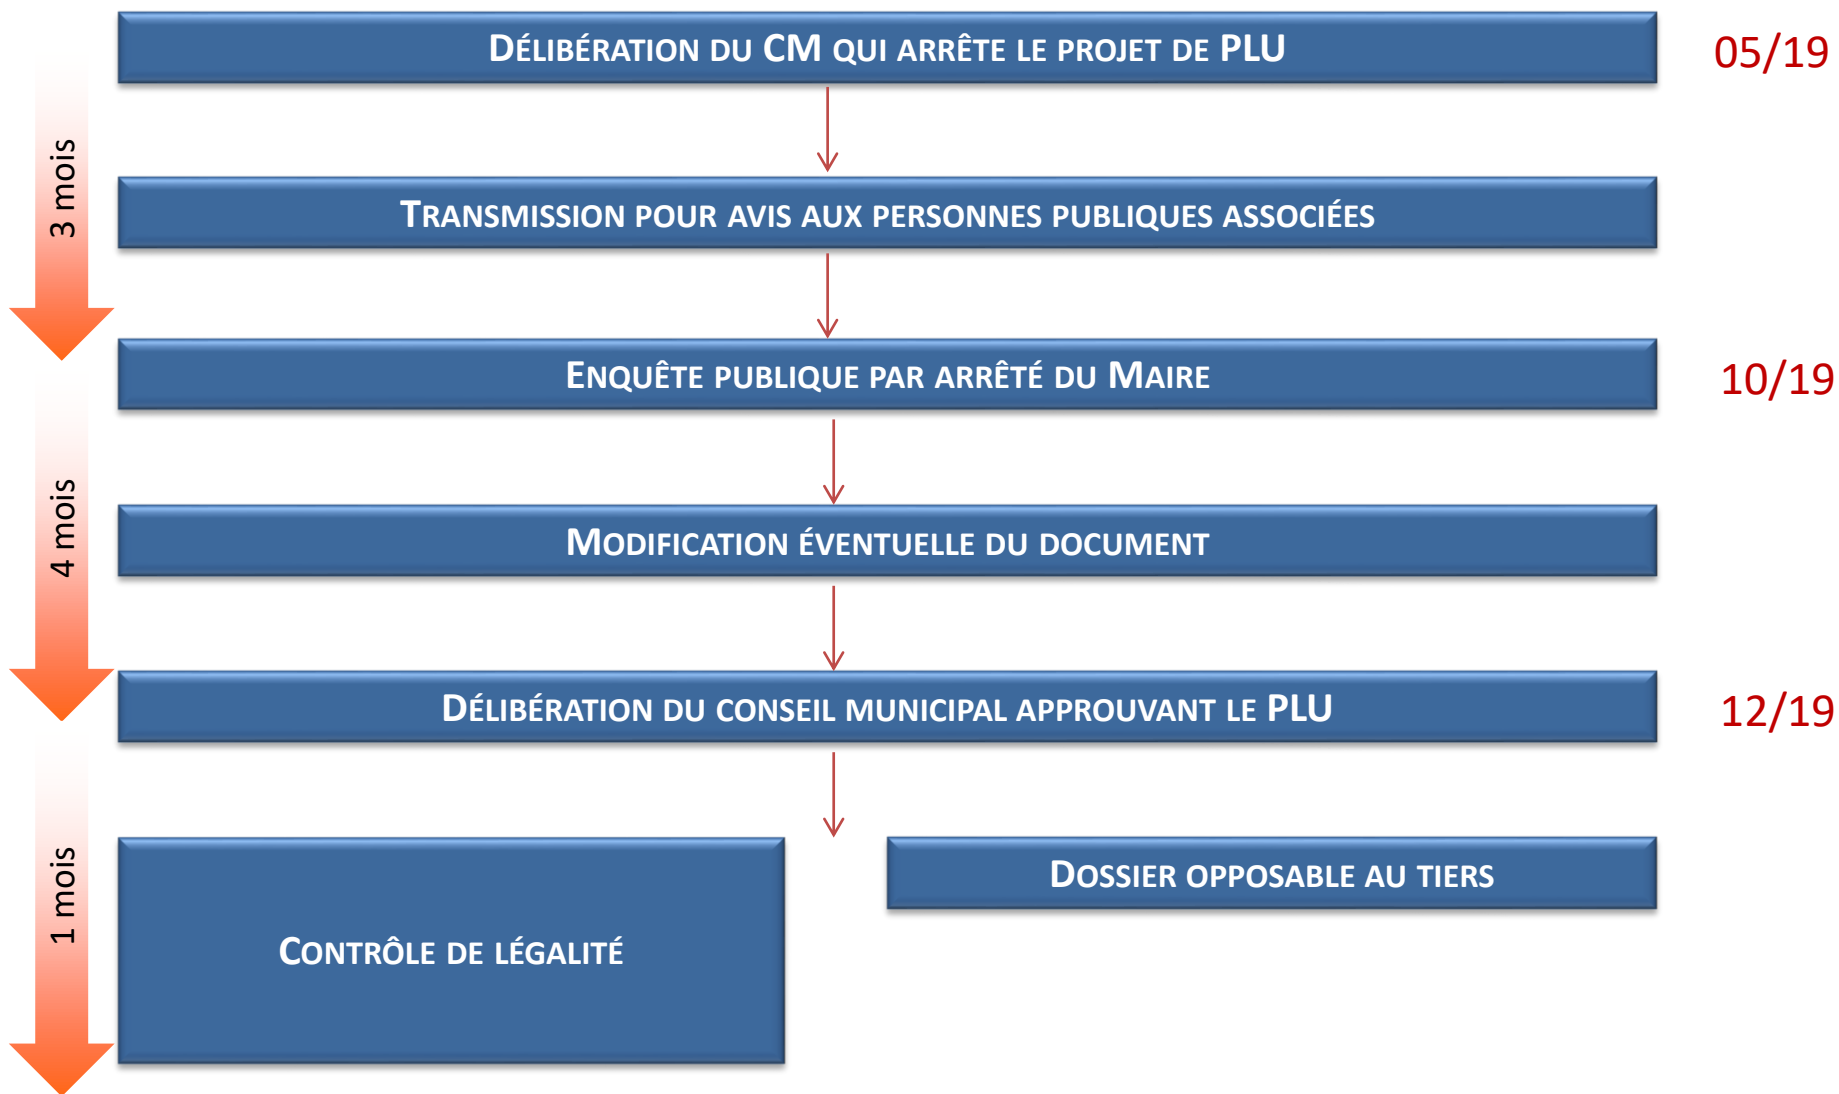 DÉLIBÉRATION DU CM QUI ARRÊTE LE PROJET DE PLU
05/19
3 mois
TRANSMISSION POUR AVIS AUX PERSONNES PUBLIQUES ASSOCIÉES
ENQUÊTE PUBLIQUE PAR ARRÊTÉ DU MAIRE
10/19
4 mois
MODIFICATION ÉVENTUELLE DU DOCUMENT
DÉLIBÉRATION DU CONSEIL MUNICIPAL APPROUVANT LE PLU
12/19
1 mois
CONTRÔLE DE LÉGALITÉ
DOSSIER OPPOSABLE AU TIERS